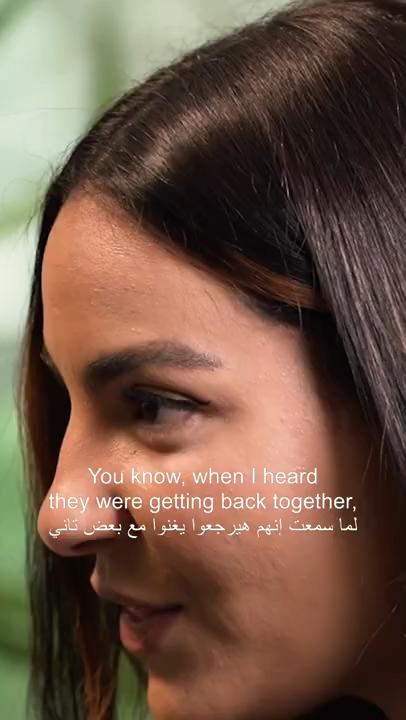 You know, when I heard
they were getting back together,
لما سمعت إنهم هيرجعوا يغنوا مع بعض تاني